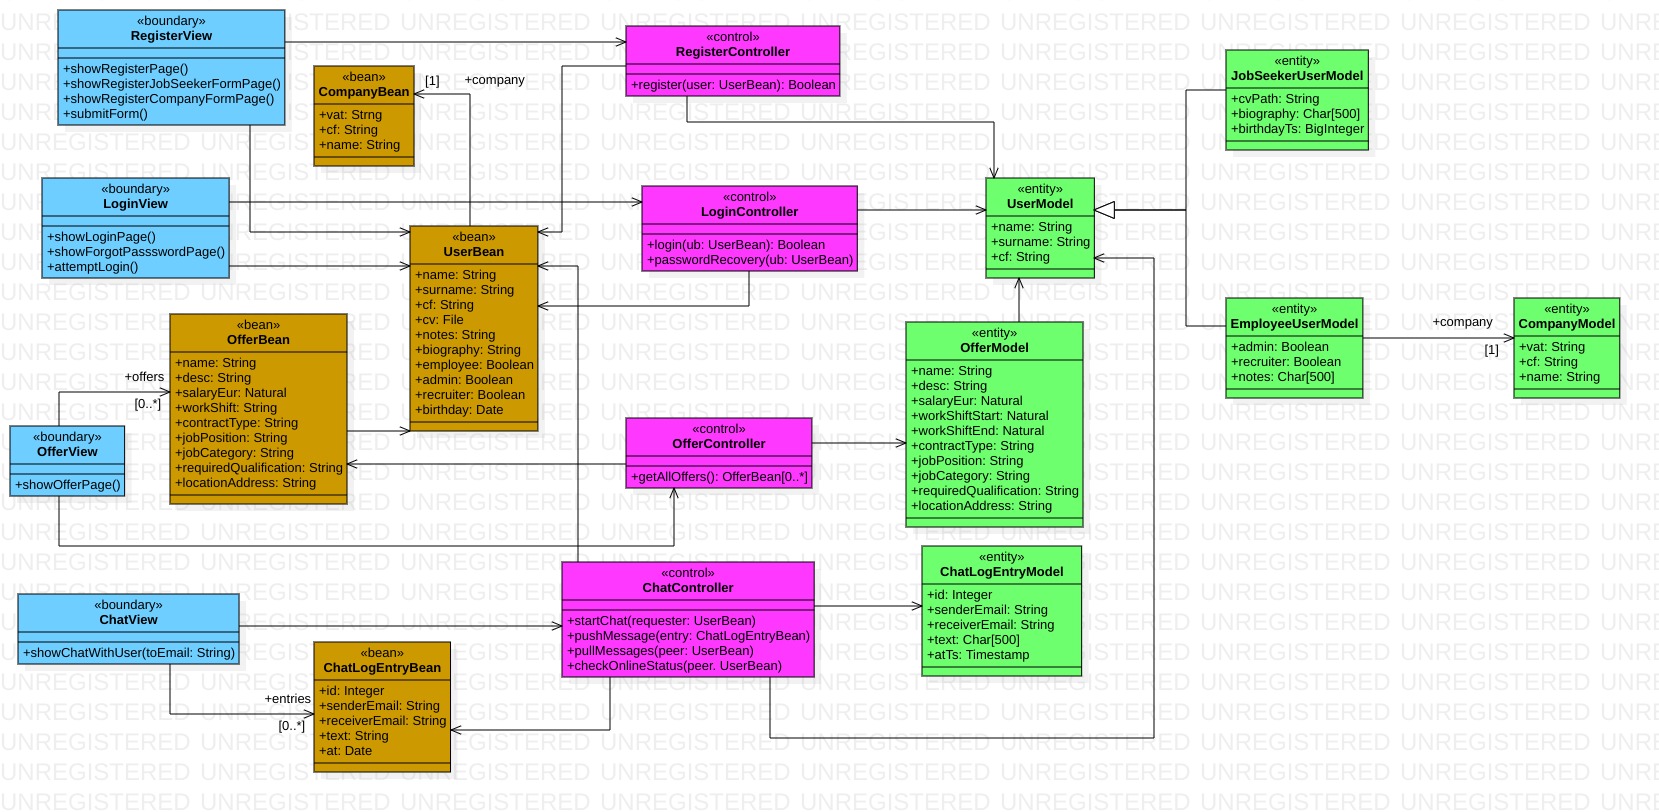 «boundary»
RegisterView
+showRegisterPage()
+showRegisterJobSeekerFormPage()
+showRegisterCompanyFormPage()
+submitForm()
«bean»
CompanyBean
+vat: Strng
+cf: String
+name: String
[1]
+company
«control»
RegisterController
+register(user: UserBean): Boolean
«entity»
JobSeekerUserModel
+cvPath: String
+biography: Char[500]
+birthdayTs: BigInteger
«boundary»
LoginView
+showLoginPage()
+showForgotPassswordPage()
+attemptLogin()
«control»
LoginController
+login(ub: UserBean): Boolean
+passwordRecovery(ub: UserBean)
«entity»
UserModel
+name: String
+surname: String
+cf: String
«bean»
UserBean
+name: String
+surname: String
+cf: String
+cv: File
+notes: String
+biography: String
+employee: Boolean
+admin: Boolean
+recruiter: Boolean
+birthday: Date
«entity»
EmployeeUserModel
+admin: Boolean
+recruiter: Boolean
+notes: Char[500]
+company
[1]
«entity»
CompanyModel
+vat: String
+cf: String
+name: String
«bean»
OfferBean
+name: String
+desc: String
+salaryEur: Natural
+workShift: String
+contractType: String
+jobPosition: String
+jobCategory: String
+requiredQualification: String
+locationAddress: String
+offers
[0..*]
«boundary»
OfferView
+showOfferPage()
«control»
OfferController
+getAllOffers(): OfferBean[0..*]
«entity»
OfferModel
+name: String
+desc: String
+salaryEur: Natural
+workShiftStart: Natural
+workShiftEnd: Natural
+contractType: String
+jobPosition: String
+jobCategory: String
+requiredQualification: String
+locationAddress: String
«boundary»
ChatView
+showChatWithUser(toEmail: String)
«control»
ChatController
+startChat(requester: UserBean)
+pushMessage(entry: ChatLogEntryBean)
+pullMessages(peer: UserBean)
+checkOnlineStatus(peer. UserBean)
«entity»
ChatLogEntryModel
+id: Integer
+senderEmail: String
+receiverEmail: String
+text: Char[500]
+atTs: Timestamp
+entries
[0..*]
«bean»
ChatLogEntryBean
+id: Integer
+senderEmail: String
+receiverEmail: String
+text: String
+at: Date
UNREGISTERED